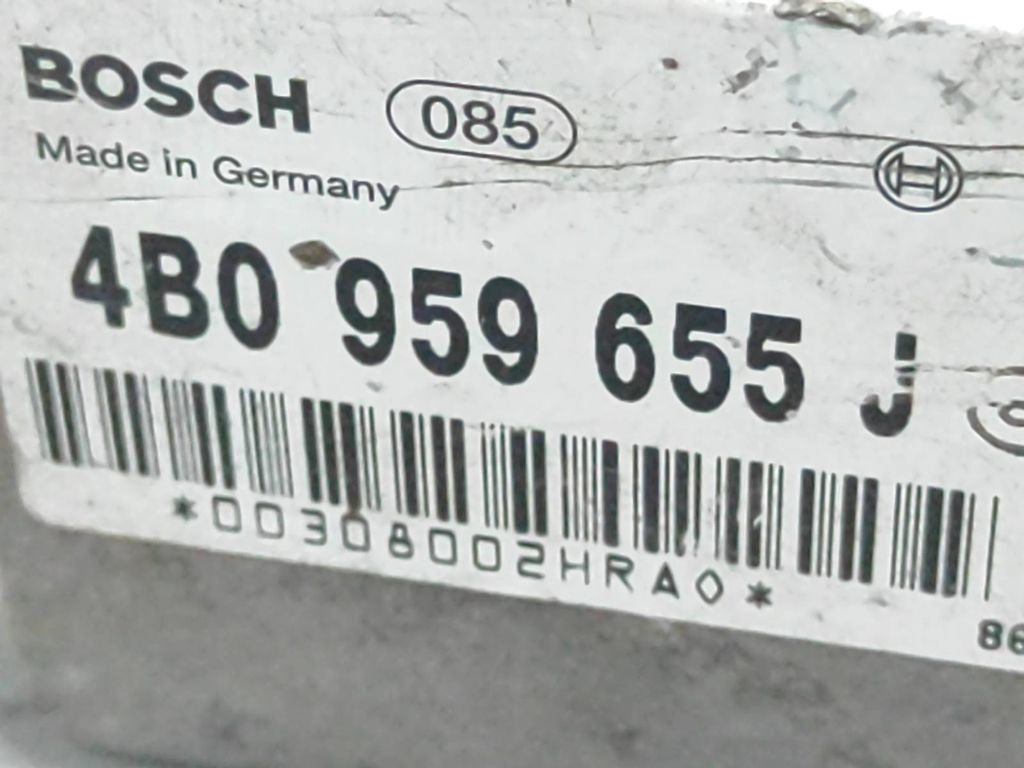 BOSCH 085
Made in Germany
4B0 959 655 J
*00308002HRA0*
86